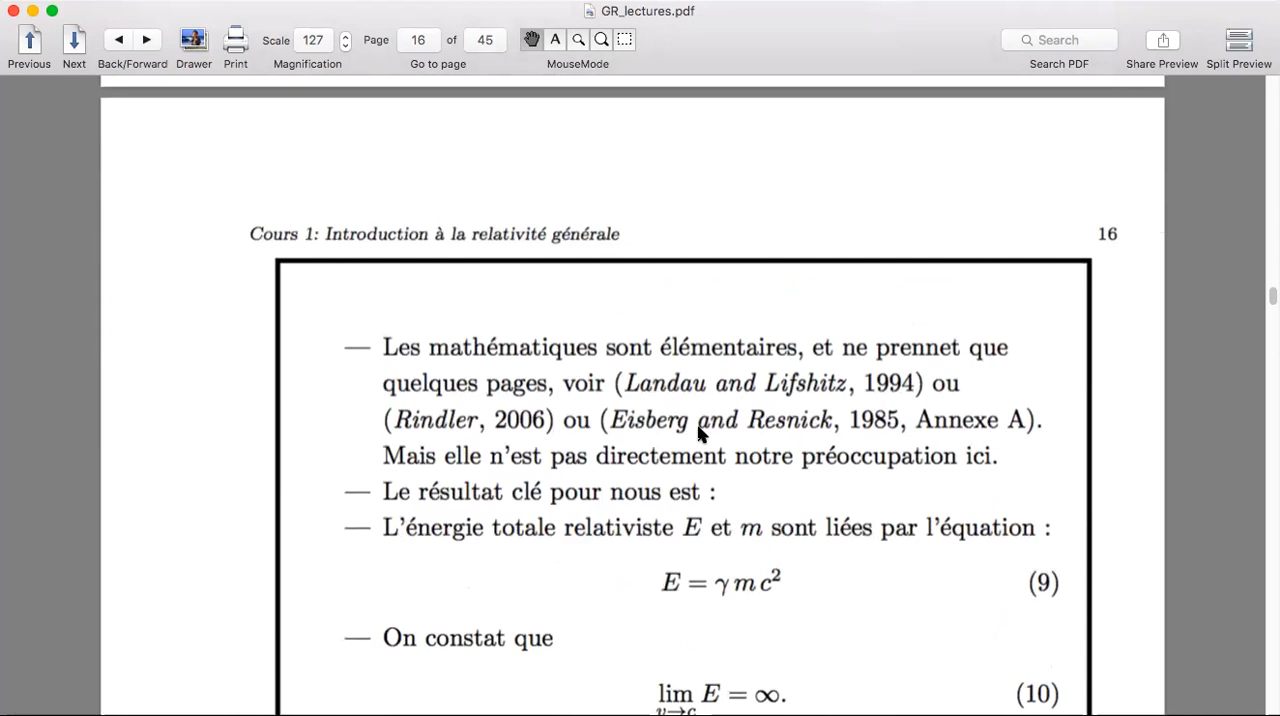 GR_lectures.pdf
Previous Next Back/Forward Drawer Print Scale 127 Magnification Page 16 of 45 Go to page A MouseMode Search Search PDF Share Preview Split Preview
Cours 1: Introduction à la relativité générale 16
— Les mathématiques sont élémentaires, et ne prennet que
quelques pages, voir (Landau and Lifshitz, 1994) ou
(Rindler, 2006) ou (Eisberg and Resnick, 1985, Annexe A).
Mais elle n'est pas directement notre préoccupation ici.
— Le résultat clé pour nous est :
— L'énergie totale relativiste E et m sont liées par l'équation :
E = γ m c² (9)
— On constat que
lim E = ∞. (10)
v→c